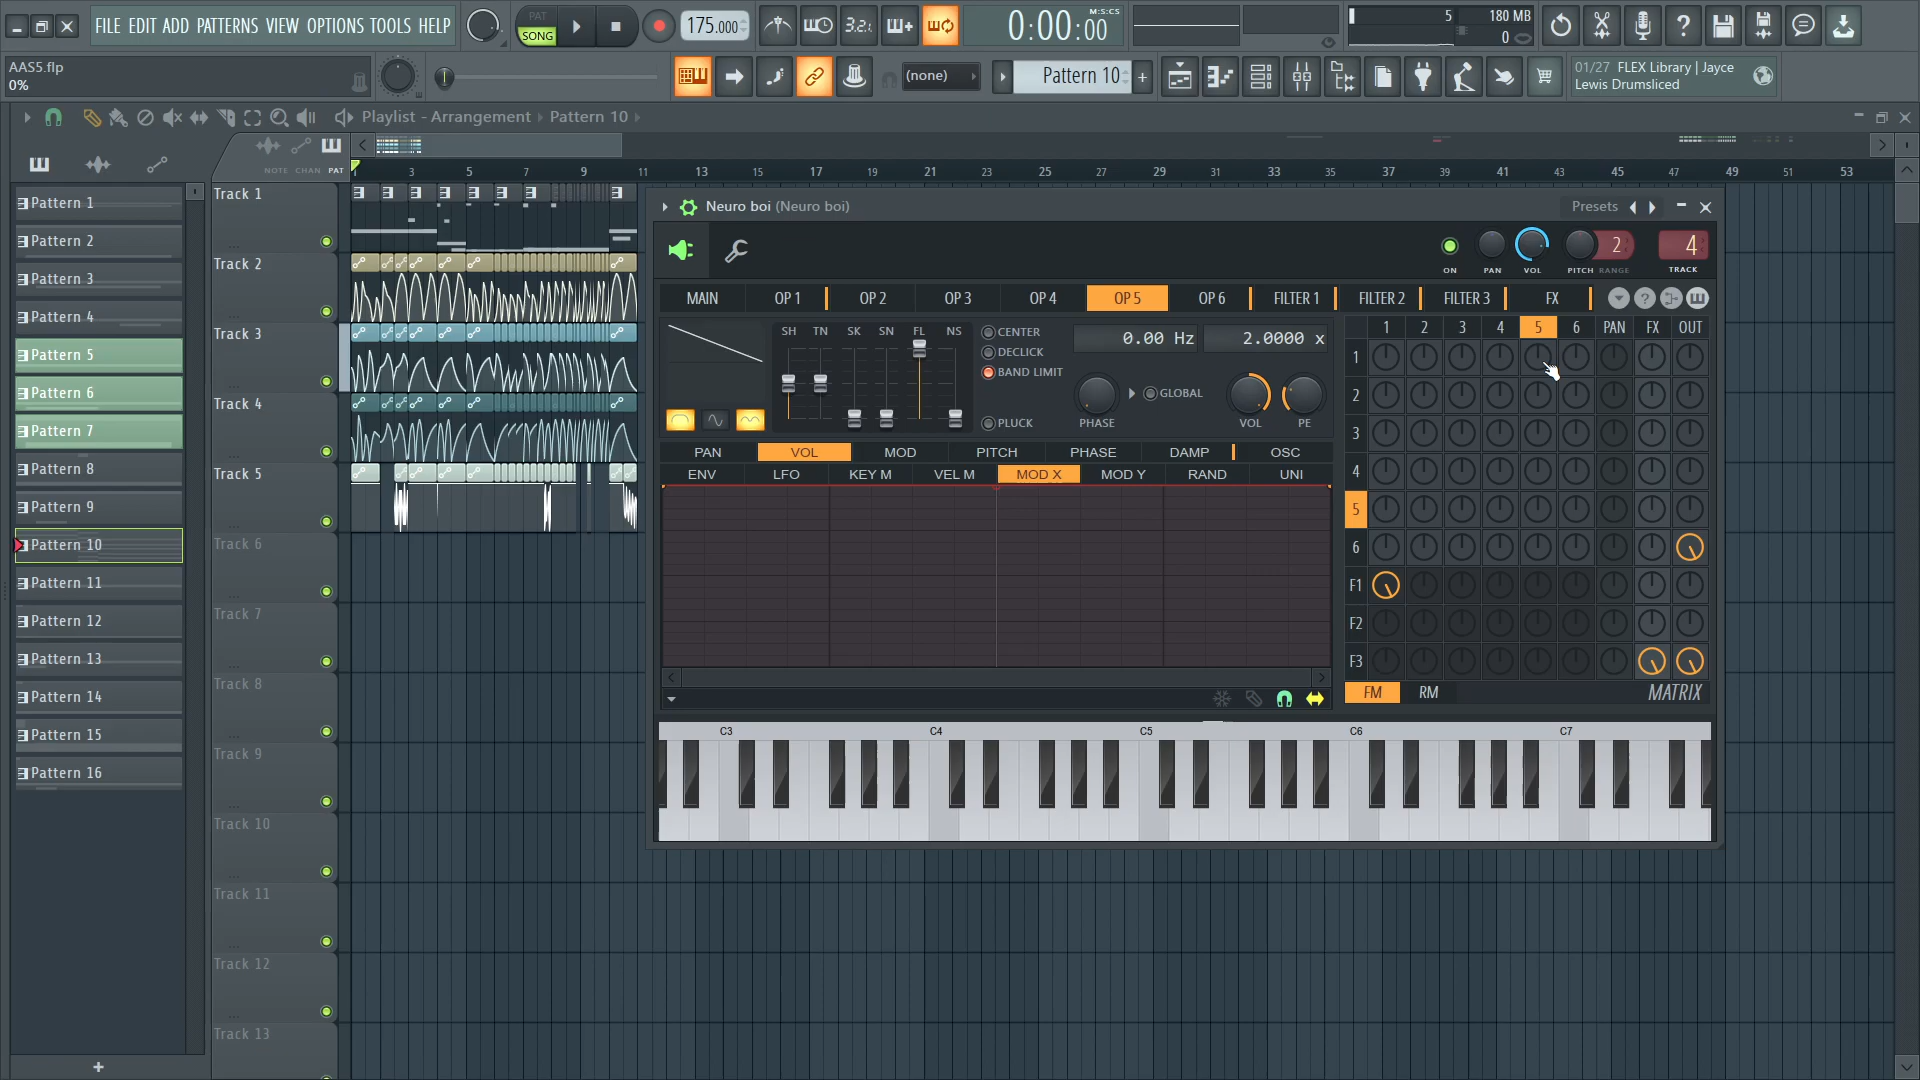 FILE EDIT ADD PATTERNS VIEW OPTIONS TOOLS HELP
PAT
SONG
175.000
3.2.
0:00:00
M:S:CS
5
180 MB
0
AAS5.flp
0%
(none)
Pattern 10
01/27 FLEX Library | Jayce
Lewis Drumsliced
Playlist - Arrangement › Pattern 10 ›
NOTE CHAN PAT
1 3 5 7 9 11 13 15 17 19 21 23 25 27 29 31 33 35 37 39 41 43 45 47 49 51 53
Pattern 1
Pattern 2
Pattern 3
Pattern 4
Pattern 5
Pattern 6
Pattern 7
Pattern 8
Pattern 9
Pattern 10
Pattern 11
Pattern 12
Pattern 13
Pattern 14
Pattern 15
Pattern 16
+
Track 1
Track 2
Track 3
Track 4
Track 5
Track 6
Track 7
Track 8
Track 9
Track 10
Track 11
Track 12
Track 13
Neuro boi (Neuro boi)
Presets
2
4
ON PAN VOL PITCH RANGE TRACK
MAIN OP 1 OP 2 OP 3 OP 4 OP 5 OP 6 FILTER 1 FILTER 2 FILTER 3 FX
SH TN SK SN FL NS
CENTER
DECLICK
BAND LIMIT
PLUCK
0.00 Hz
2.0000 x
GLOBAL
PHASE
VOL
PE
PAN VOL MOD PITCH PHASE DAMP OSC
ENV LFO KEY M VEL M MOD X MOD Y RAND UNI
1 2 3 4 5 6 PAN FX OUT
1
2
3
4
5
6
F1
F2
F3
FM RM MATRIX
C3 C4 C5 C6 C7